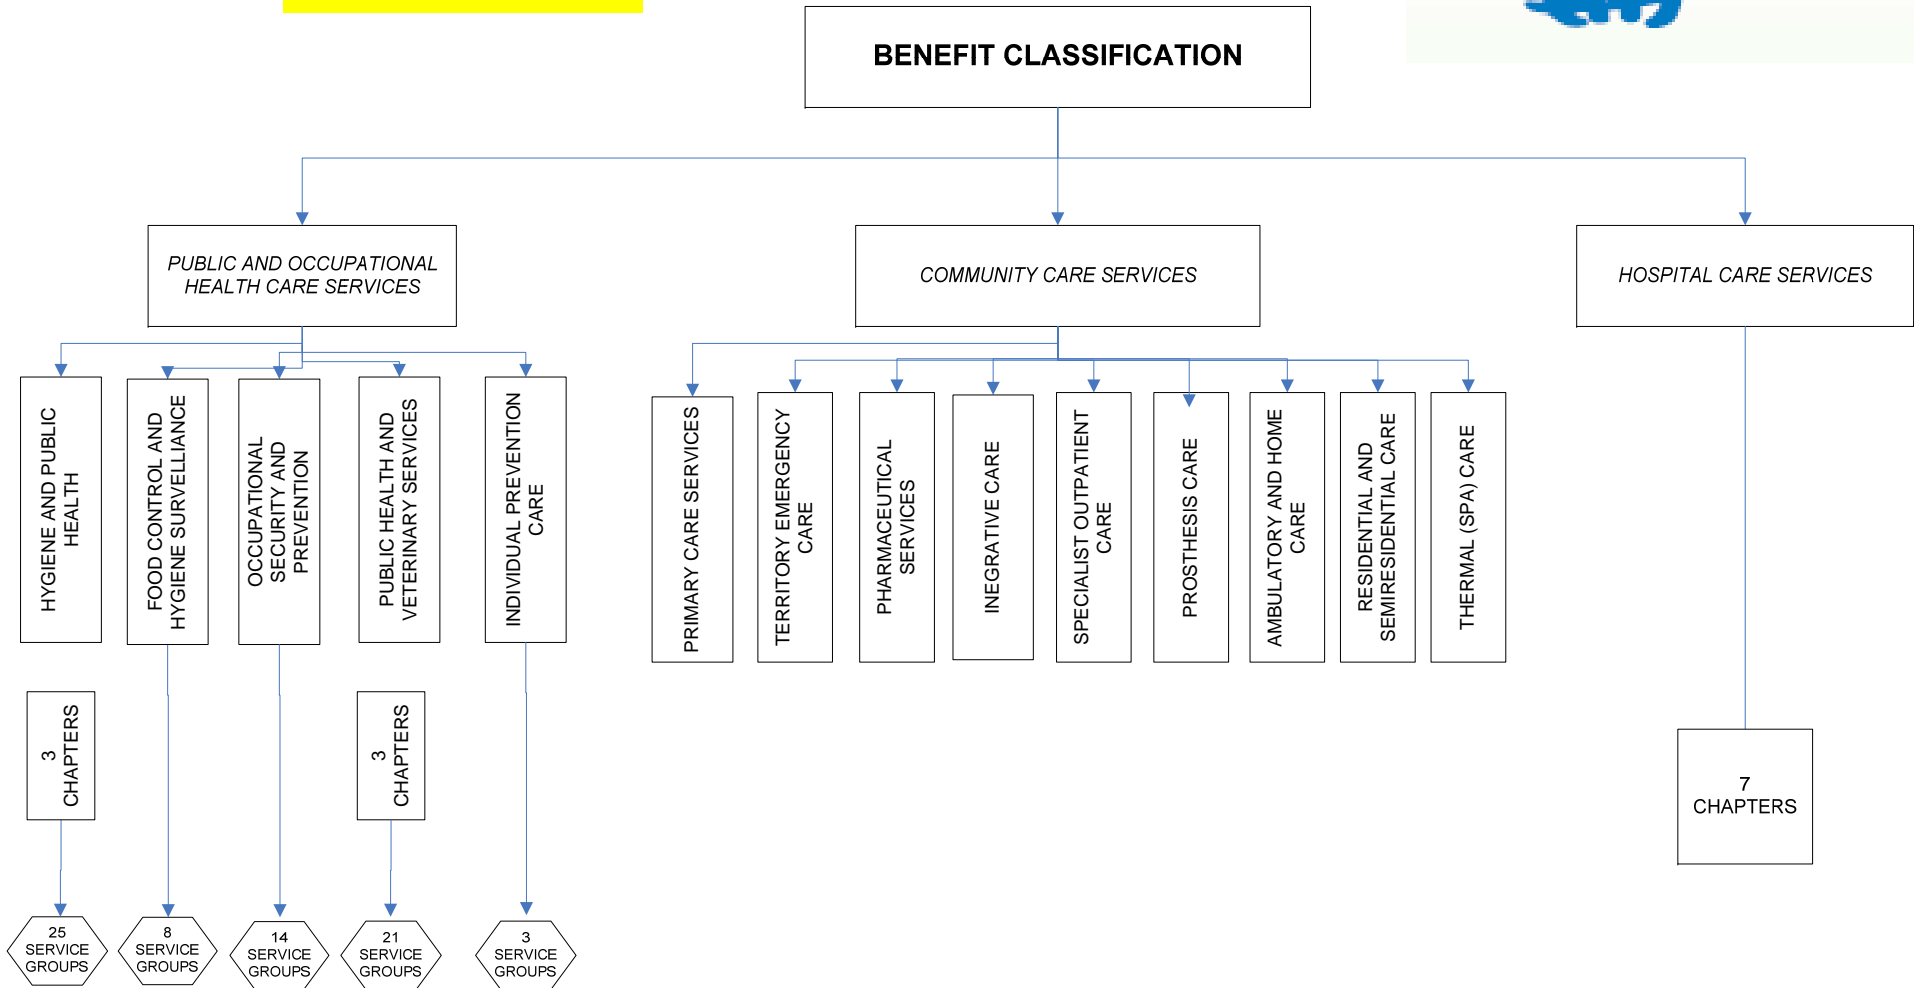 BENEFIT CLASSIFICATION
PUBLIC AND OCCUPATIONAL
HEALTH CARE SERVICES
COMMUNITY CARE SERVICES
HOSPITAL CARE SERVICES
HYGIENE AND PUBLIC
HEALTH
FOOD CONTROL AND
HYGIENE SURVELLIANCE
OCCUPATIONAL
SECURITY AND
PREVENTION
PUBLIC HEALTH AND
VETERINARY SERVICES
INDIVIDUAL PREVENTION
CARE
PRIMARY CARE SERVICES
TERRITORY EMERGENCY
CARE
PHARMACEUTICAL
SERVICES
INEGRATIVE CARE
SPECIALIST OUTPATIENT
CARE
PROSTHESIS CARE
AMBULATORY AND HOME
CARE
RESIDENTIAL AND
SEMIRESIDENTIAL CARE
THERMAL (SPA) CARE
3
CHAPTERS
3
CHAPTERS
7
CHAPTERS
25
SERVICE
GROUPS
8
SERVICE
GROUPS
14
SERVICE
GROUPS
21
SERVICE
GROUPS
3
SERVICE
GROUPS